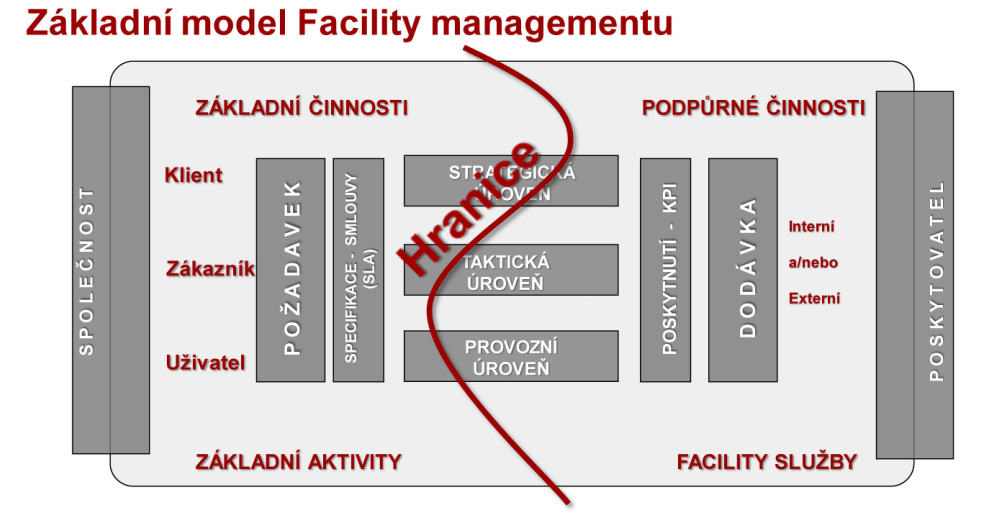 Základní model Facility managementu
ZÁKLADNÍ ČINNOSTI
PODPŮRNÉ ČINNOSTI
SPOLEČNOST
Klient
Zákazník
Uživatel
POŽADAVEK
SPECIFIKACE - SMLOUVY
(SLA)
STRATEGICKÁ
ÚROVEŇ
TAKTICKÁ
ÚROVEŇ
PROVOZNÍ
ÚROVEŇ
Hranice
POSKYTNUTÍ - KPI
DODÁVKA
Interní
a/nebo
Externí
POSKYTOVATEL
ZÁKLADNÍ AKTIVITY
FACILITY SLUŽBY